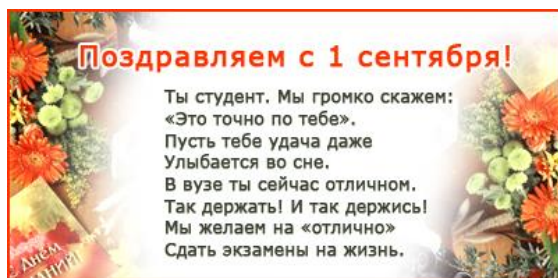 Поздравляем с 1 сентября!
Ты студент. Мы громко скажем:
«Это точно по тебе».
Пусть тебе удача даже
Улыбается во сне.
В вузе ты сейчас отличном.
Так держать! И так держись!
Мы желаем на «отлично»
Сдать экзамены на жизнь.
С Днём